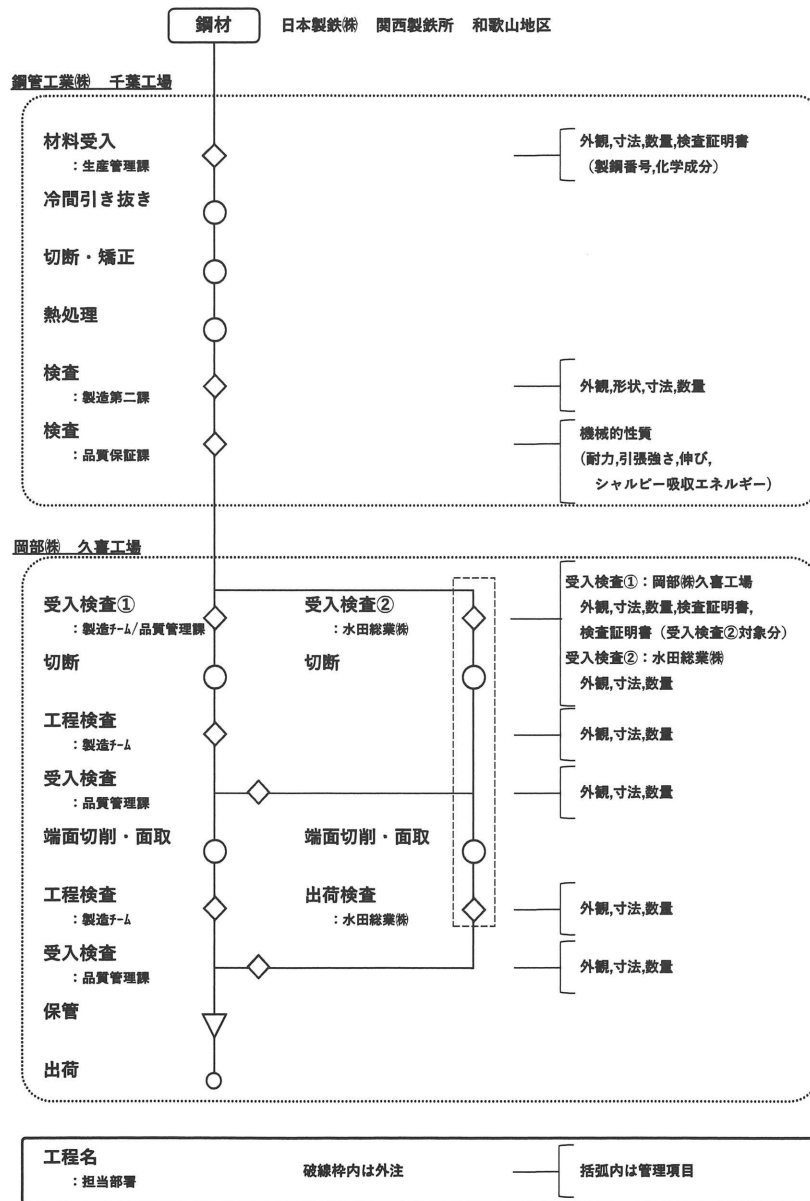 鋼材 日本製鉄㈱ 関西製鉄所 和歌山地区
鋼管工業㈱ 千葉工場
材料受入
：生産管理課
外観,寸法,数量,検査証明書
（製鋼番号,化学成分）
冷間引き抜き
切断・矯正
熱処理
検査
：製造第二課
外観,形状,寸法,数量
検査
：品質保証課
機械的性質
(耐力,引張強さ,伸び,
シャルピー吸収エネルギー)
岡部㈱ 久喜工場
受入検査①
：製造ﾁｰﾑ/品質管理課
受入検査②
：水田総業㈱
受入検査①：岡部㈱久喜工場
外観,寸法,数量,検査証明書,
検査証明書（受入検査②対象分）
受入検査②：水田総業㈱
外観,寸法,数量
切断 切断
工程検査
：製造ﾁｰﾑ
外観,寸法,数量
受入検査
：品質管理課
外観,寸法,数量
端面切削・面取 端面切削・面取
工程検査
：製造ﾁｰﾑ
出荷検査
：水田総業㈱
外観,寸法,数量
受入検査
：品質管理課
外観,寸法,数量
保管
出荷
工程名
：担当部署
破線枠内は外注
括弧内は管理項目